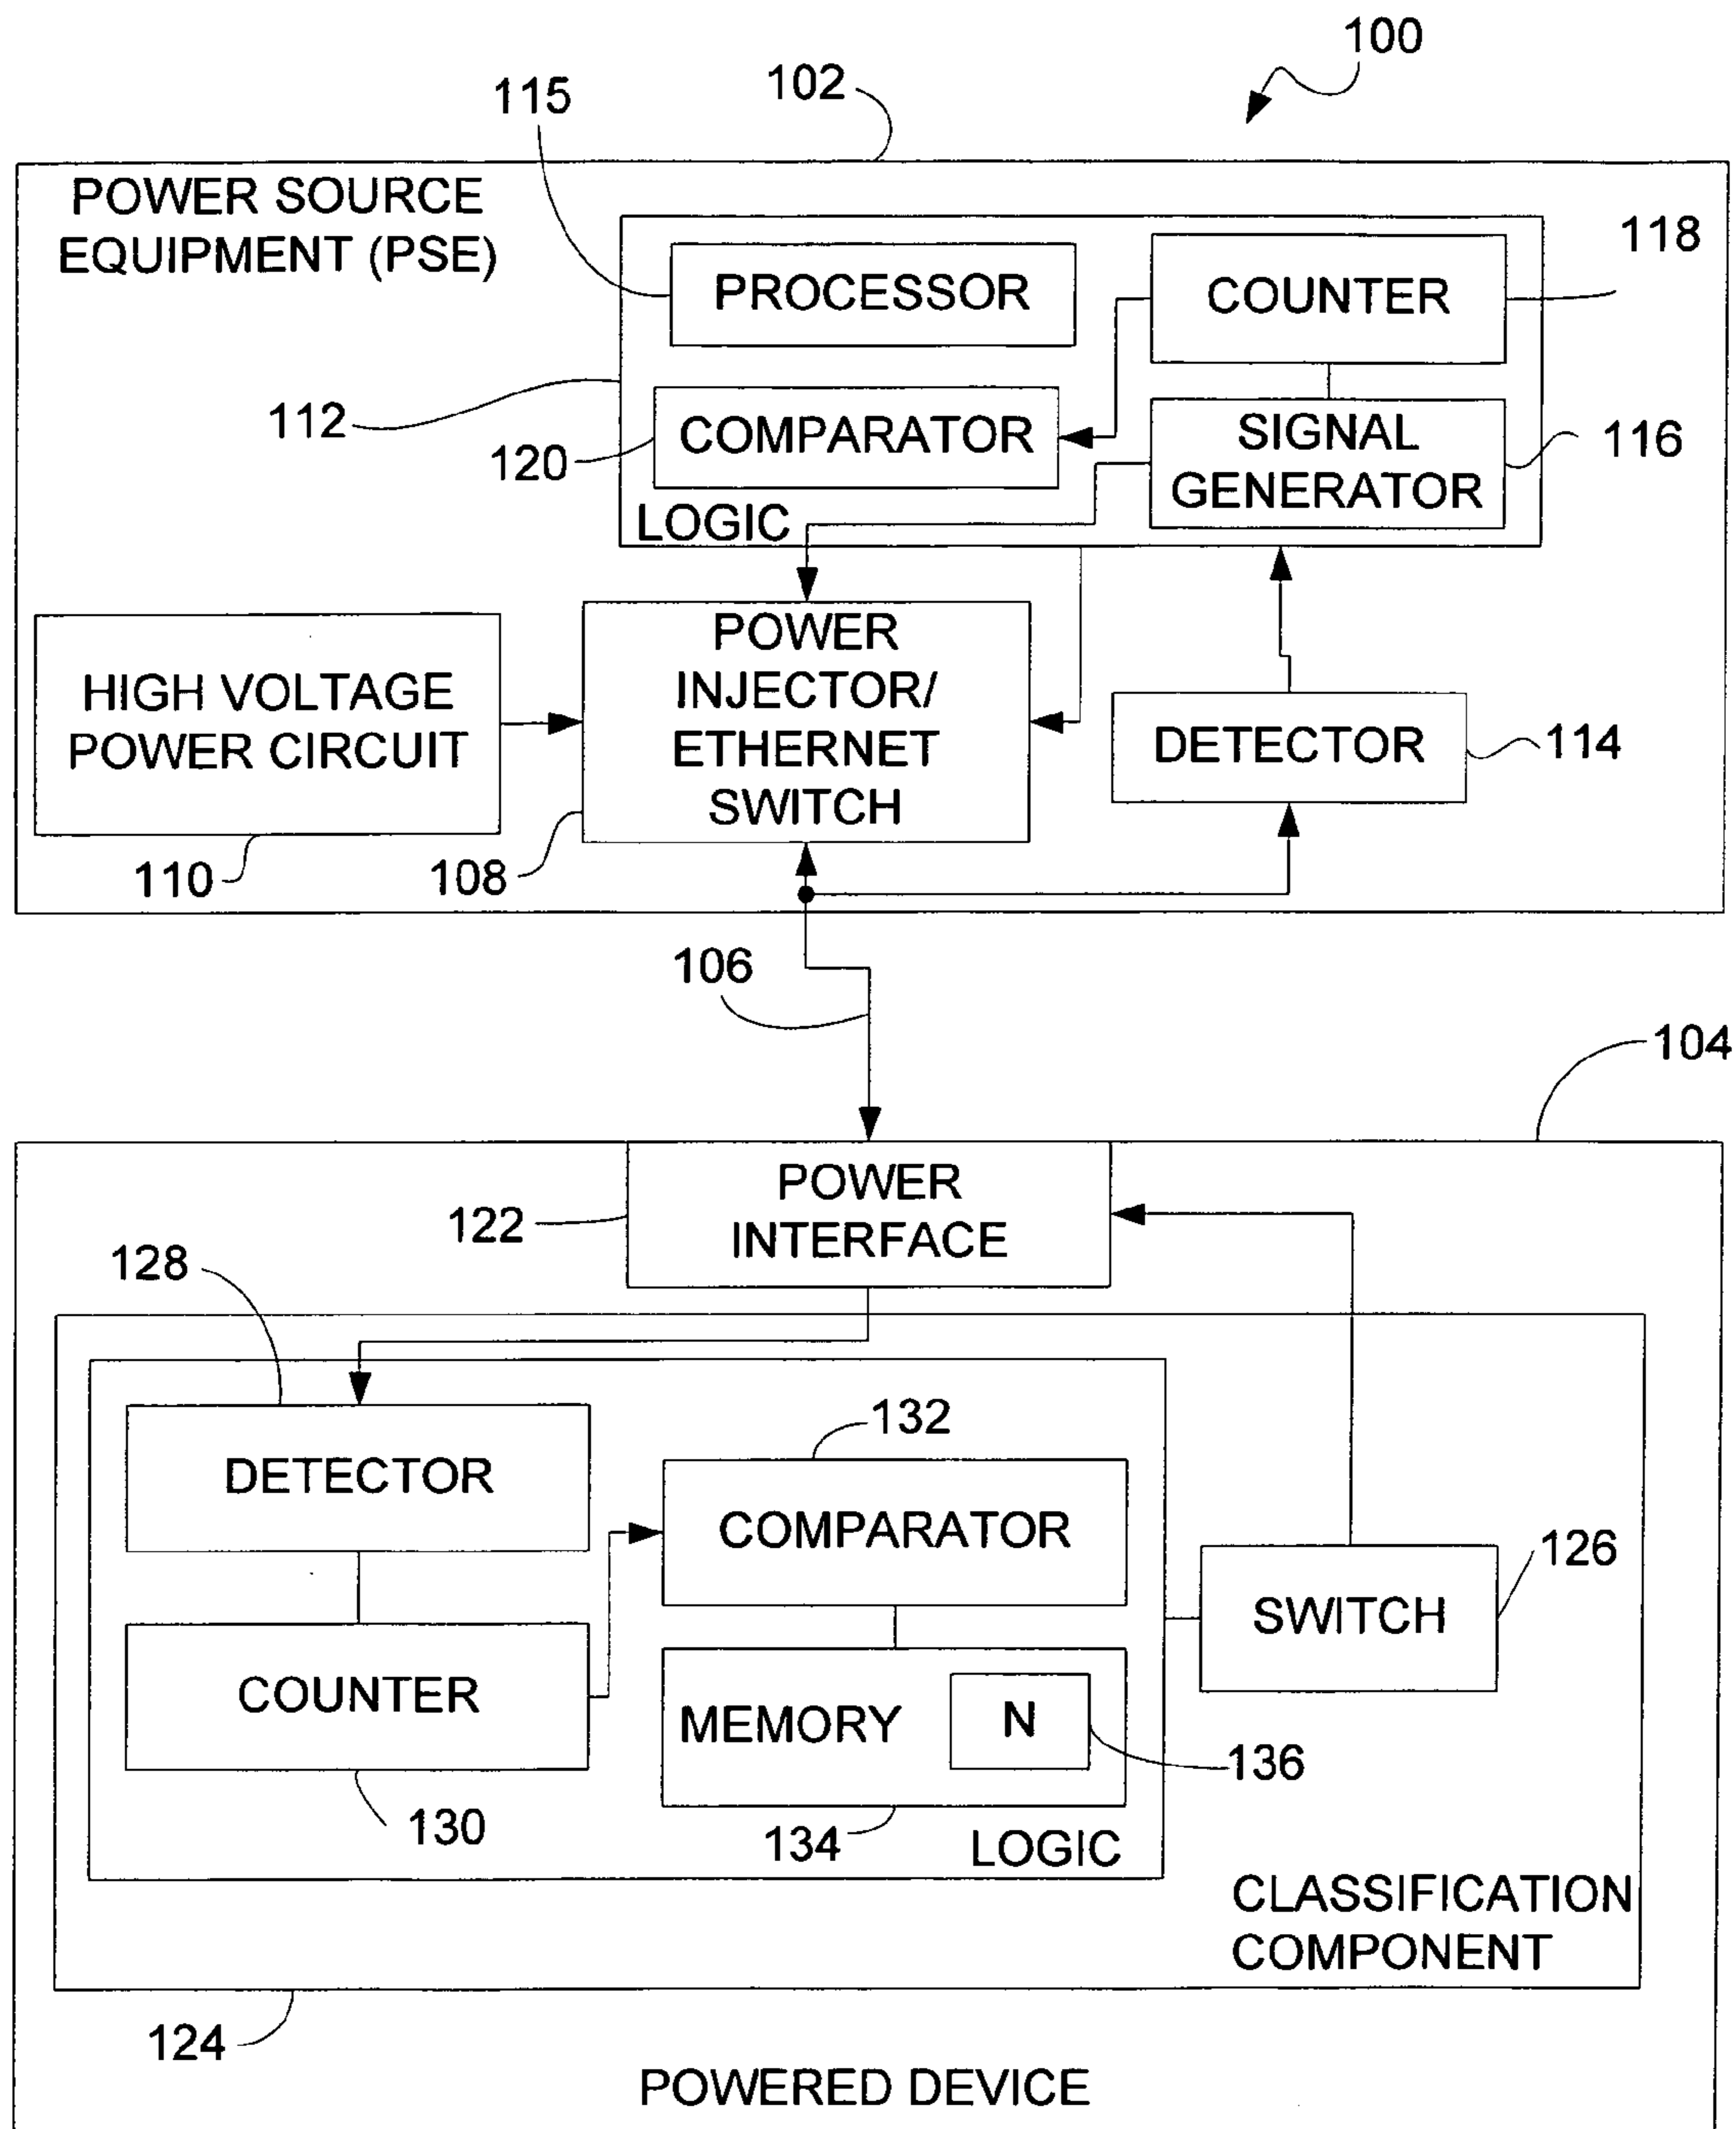 100
102
115
POWER SOURCE
EQUIPMENT (PSE)
118
PROCESSOR
COUNTER
112
COMPARATOR
120
SIGNAL
GENERATOR
116
LOGIC
HIGH VOLTAGE
POWER CIRCUIT
POWER
INJECTOR/
ETHERNET
SWITCH
DETECTOR
114
110
108
106
104
POWER
INTERFACE
122
128
132
DETECTOR
COMPARATOR
126
SWITCH
COUNTER
MEMORY
N
136
130
134
LOGIC
CLASSIFICATION
COMPONENT
124
POWERED DEVICE